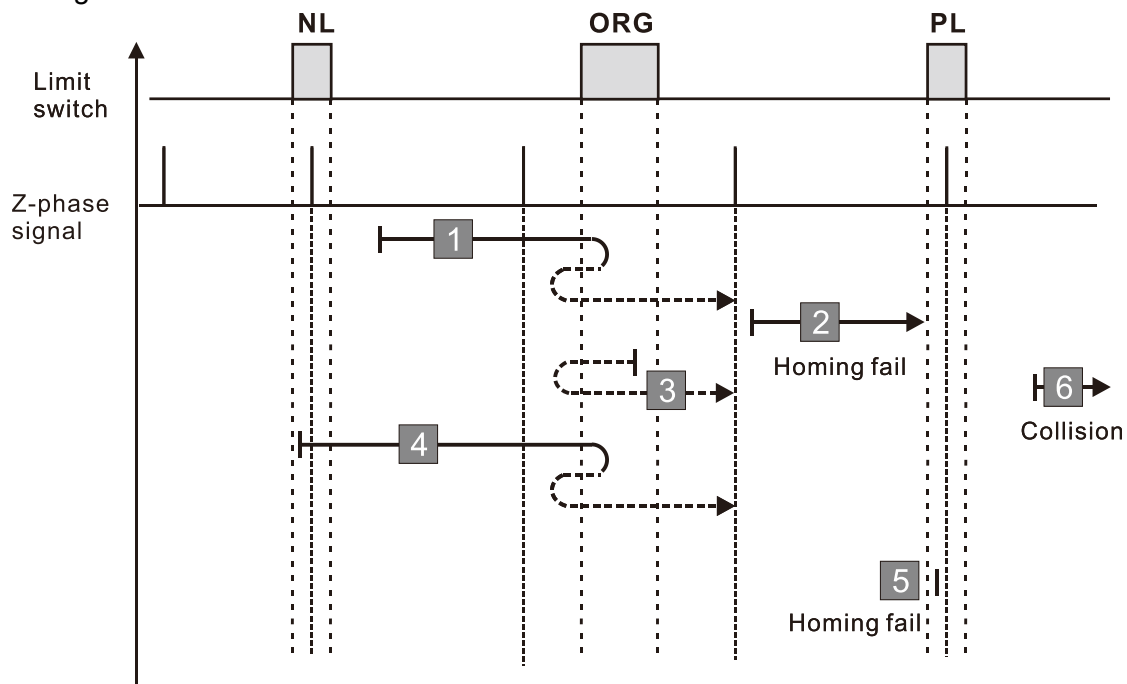 NL
ORG
PL
Limit
switch
Z-phase
signal
1
2
Homing fail
3
6
Collision
4
5
Homing fail